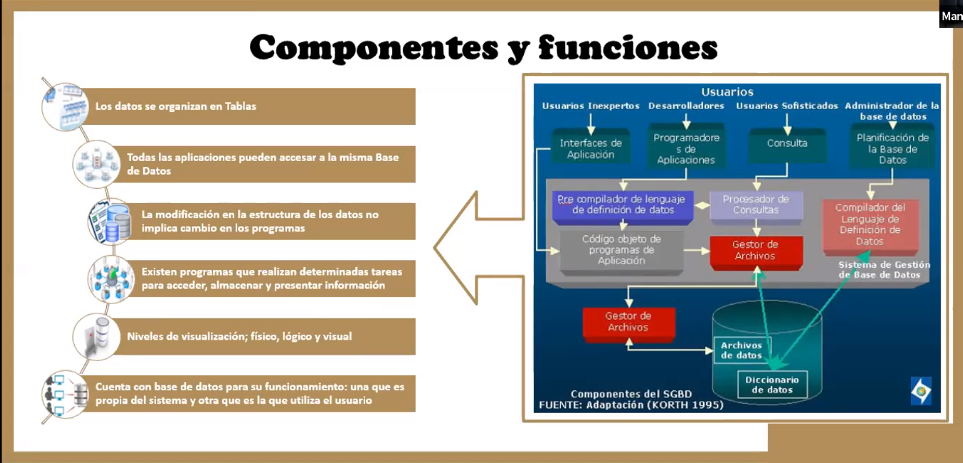 Man
Componentes y funciones
Los datos se organizan en Tablas
Todas las aplicaciones pueden accesar a la misma Base
de Datos
La modificación en la estructura de los datos no
implica cambio en los programas
Existen programas que realizan determinadas tareas
para acceder, almacenar y presentar información
Niveles de visualización; físico, lógico y visual
Cuenta con base de datos para su funcionamiento: una que es
propia del sistema y otra que es la que utiliza el usuario
Usuarios
Usuarios Inexpertos
Desarrolladores
Usuarios Sofisticados
Administrador de la
base de datos
Interfaces de
Aplicación
Programadore
s de
Aplicaciones
Consulta
Planificación de
la Base de
Datos
Pre compilador de lenguaje
de definición de datos
Procesador de
Consultas
Compilador del
Lenguaje de
Definición de
Datos
Código objeto de
programas de
Aplicación
Gestor de
Archivos
Sistema de Gestión
de Base de Datos
Gestor de
Archivos
Archivos
de datos
Diccionario
de datos
Componentes del SGBD
FUENTE: Adaptación (KORTH 1995)